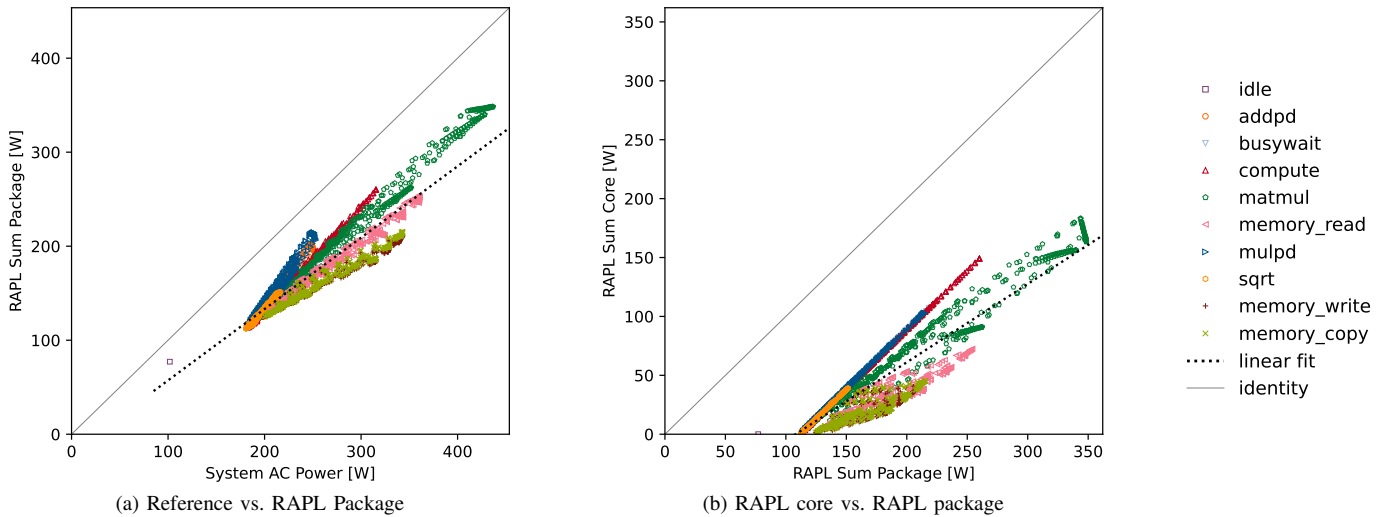 400
300
200
100
0
RAPL Sum Package [W]
0
100
200
300
400
System AC Power [W]
(a) Reference vs. RAPL Package
350
300
250
200
150
100
50
0
RAPL Sum Core [W]
0
50
100
150
200
250
300
350
RAPL Sum Package [W]
(b) RAPL core vs. RAPL package
idle
addpd
busywait
compute
matmul
memory_read
mulpd
sqrt
memory_write
memory_copy
linear fit
identity